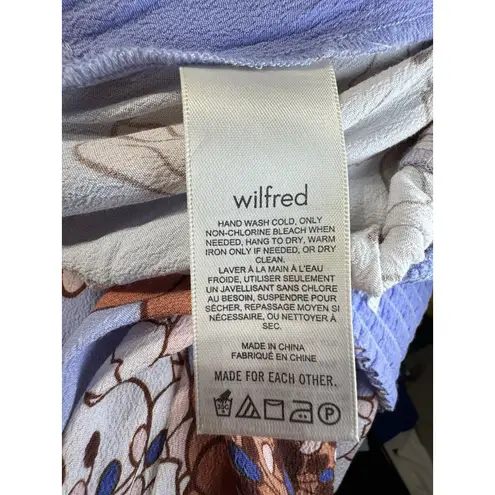 wilfred
HAND WASH COLD, ONLY
NON-CHLORINE BLEACH WHEN
NEEDED, HANG TO DRY, WARM
IRON ONLY IF NEEDED, OR DRY
CLEAN.
LAVER À LA MAIN À L'EAU
FROIDE, UTILISER SEULEMENT
UN JAVELLISANT SANS CHLORE
AU BESOIN, SUSPENDRE POUR
SÉCHER, REPASSAGE MOYEN SI
NÉCESSAIRE, OU NETTOYER À
SEC.
MADE IN CHINA
FABRIQUÉ EN CHINE
MADE FOR EACH OTHER.
P